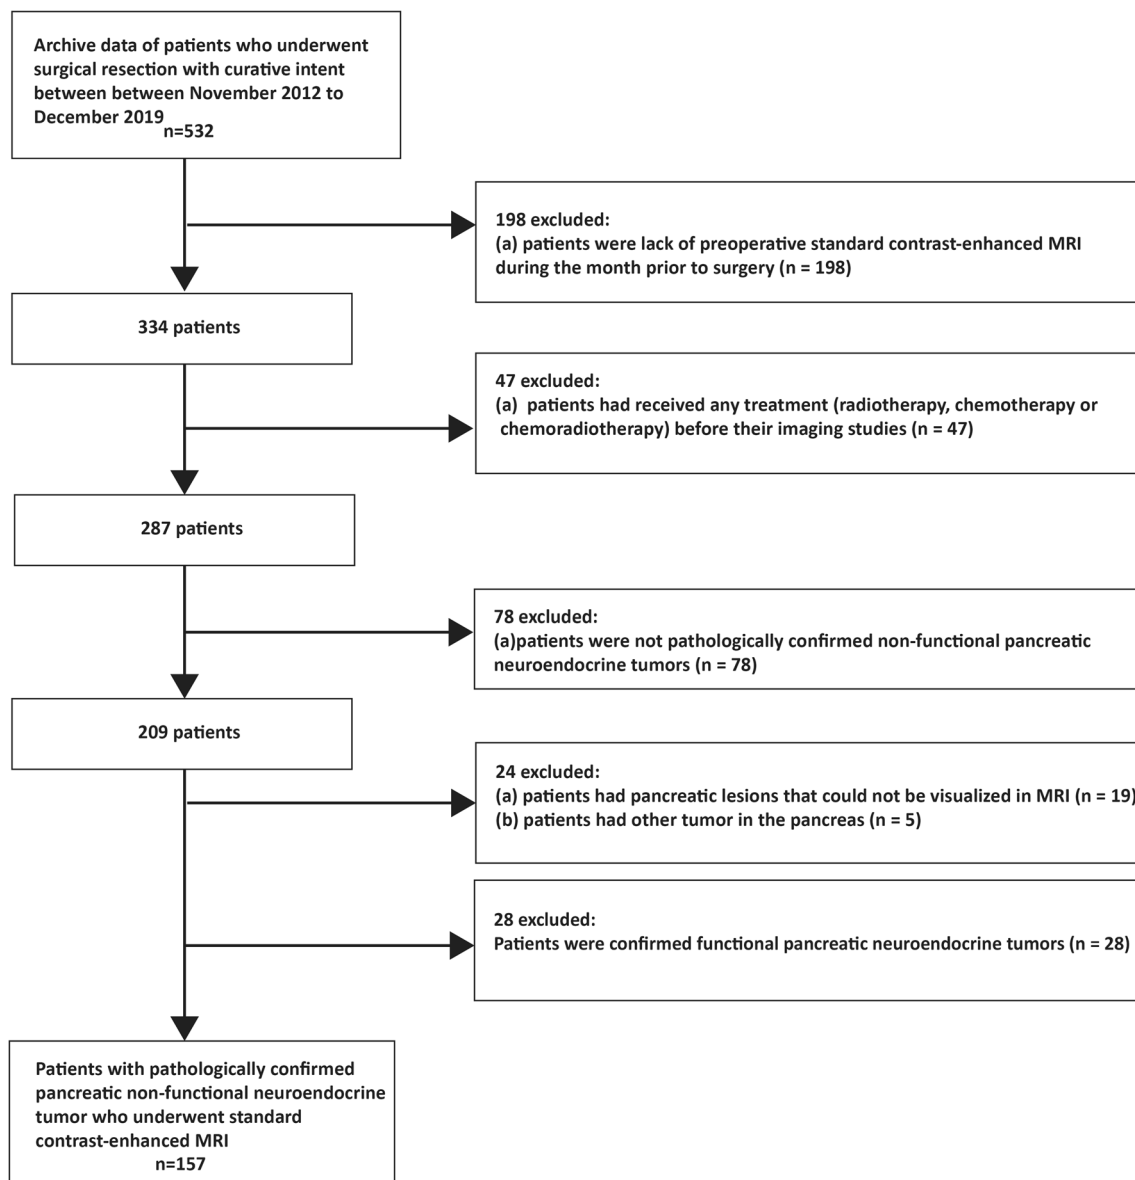 Archive data of patients who underwent
surgical resection with curative intent
between between November 2012 to
December 2019
n=532
198 excluded:
(a) patients were lack of preoperative standard contrast-enhanced MRI
during the month prior to surgery (n = 198)
334 patients
47 excluded:
(a) patients had received any treatment (radiotherapy, chemotherapy or
chemoradiotherapy) before their imaging studies (n = 47)
287 patients
78 excluded:
(a)patients were not pathologically confirmed non-functional pancreatic
neuroendocrine tumors (n = 78)
209 patients
24 excluded:
(a) patients had pancreatic lesions that could not be visualized in MRI (n = 19)
(b) patients had other tumor in the pancreas (n = 5)
28 excluded:
Patients were confirmed functional pancreatic neuroendocrine tumors (n = 28)
Patients with pathologically confirmed
pancreatic non-functional neuroendocrine
tumor who underwent standard
contrast-enhanced MRI
n=157